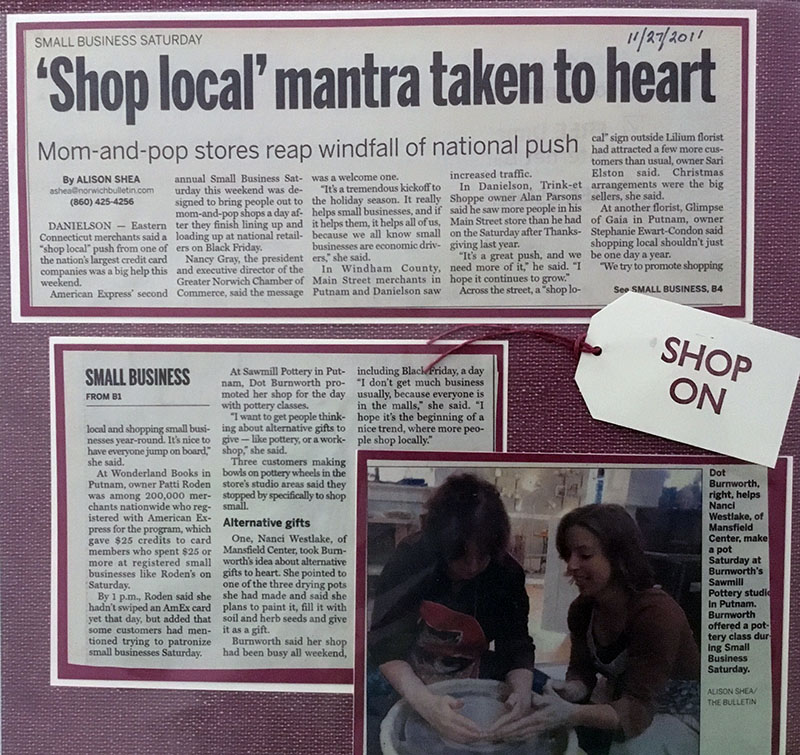 SMALL BUSINESS SATURDAY
11/27/2011
'Shop local' mantra taken to heart
Mom-and-pop stores reap windfall of national push
By ALISON SHEA
ashea@norwichbulletin.com
(860) 425-4256
DANIELSON — Eastern
Connecticut merchants said a
"shop local" push from one of
the nation's largest credit card
companies was a big help this
weekend.
American Express' second
annual Small Business Sat-
urday this weekend was de-
signed to bring people out to
mom-and-pop shops a day af-
ter they finish lining up and
loading up at national retail-
ers on Black Friday.
Nancy Gray, the president
and executive director of the
Greater Norwich Chamber of
Commerce, said the message
was a welcome one.
"It's a tremendous kickoff to
the holiday season. It really
helps small businesses, and if
it helps them, it helps all of us,
because we all know small
businesses are economic driv-
ers," she said.
In Windham County,
Main Street merchants in
Putnam and Danielson saw
increased traffic.
In Danielson, Trink-et
Shoppe owner Alan Parsons
said he saw more people in his
Main Street store than he had
on the Saturday after Thanks-
giving last year.
"It's a great push, and we
need more of it," he said. "I
hope it continues to grow."
Across the street, a "shop lo-
cal" sign outside Lilium florist
had attracted a few more cus-
tomers than usual, owner Sari
Elston said. Christmas
arrangements were the big
sellers, she said.
At another florist, Glimpse
of Gaia in Putnam, owner
Stephanie Ewart-Condon said
shopping local shouldn't just
be one day a year.
"We try to promote shopping
See SMALL BUSINESS, B4
SHOP
ON
SMALL BUSINESS
FROM B1
local and shopping small busi-
nesses year-round. It's nice to
have everyone jump on board,"
she said.
At Wonderland Books in
Putnam, owner Patti Roden
was among 200,000 mer-
chants nationwide who reg-
istered with American Ex-
press for the program, which
gave $25 credits to card
members who spent $25 or
more at registered small
businesses like Roden's on
Saturday.
By 1 p.m., Roden said she
hadn't swiped an AmEx card
yet that day, but added that
some customers had men-
tioned trying to patronize
small businesses Saturday.
At Sawmill Pottery in Put-
nam, Dot Burnworth pro-
moted her shop for the day
with pottery classes.
"I want to get people think-
ing about alternative gifts to
give — like pottery, or a work-
shop," she said.
Three customers making
bowls on pottery wheels in the
store's studio areas said they
stopped by specifically to shop
small.
Alternative gifts
One, Nanci Westlake, of
Mansfield Center, took Burn-
worth's idea about alternative
gifts to heart. She pointed to
one of the three drying pots
she had made and said she
plans to paint it, fill it with
soil and herb seeds and give
it as a gift.
Burnworth said her shop
had been busy all weekend,
including Black Friday, a day
"I don't get much business
usually, because everyone is
in the malls," she said. "I
hope it's the beginning of a
nice trend, where more peo-
ple shop locally."
Dot
Burnworth,
right, helps
Nanci
Westlake, of
Mansfield
Center, make
a pot
Saturday at
Burnworth's
Sawmill
Pottery studio
in Putnam.
Burnworth
offered a pot-
tery class dur-
ing Small
Business
Saturday.
ALISON SHEA/
THE BULLETIN